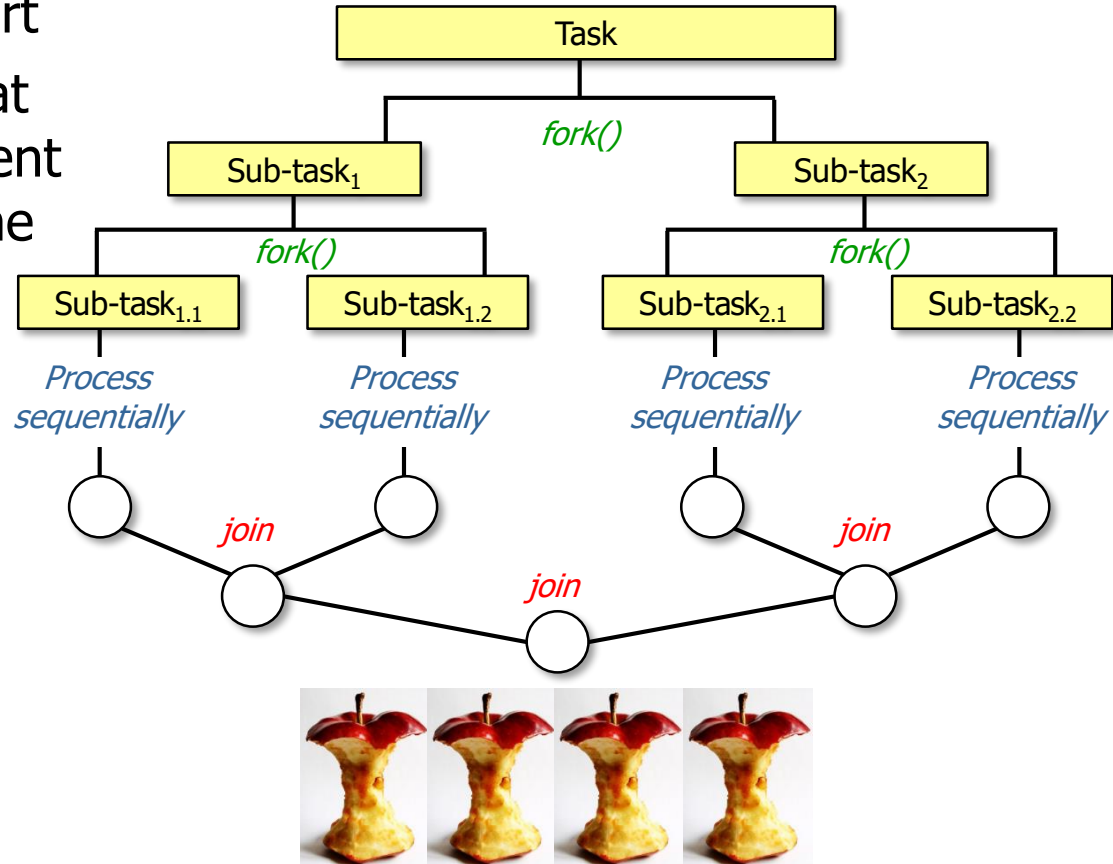 rt
at
ent
ne
Task
fork()
Sub-task1 Sub-task2
fork() fork()
Sub-task1.1 Sub-task1.2 Sub-task2.1 Sub-task2.2
Process Process Process Process
sequentially sequentially sequentially sequentially
join join
join